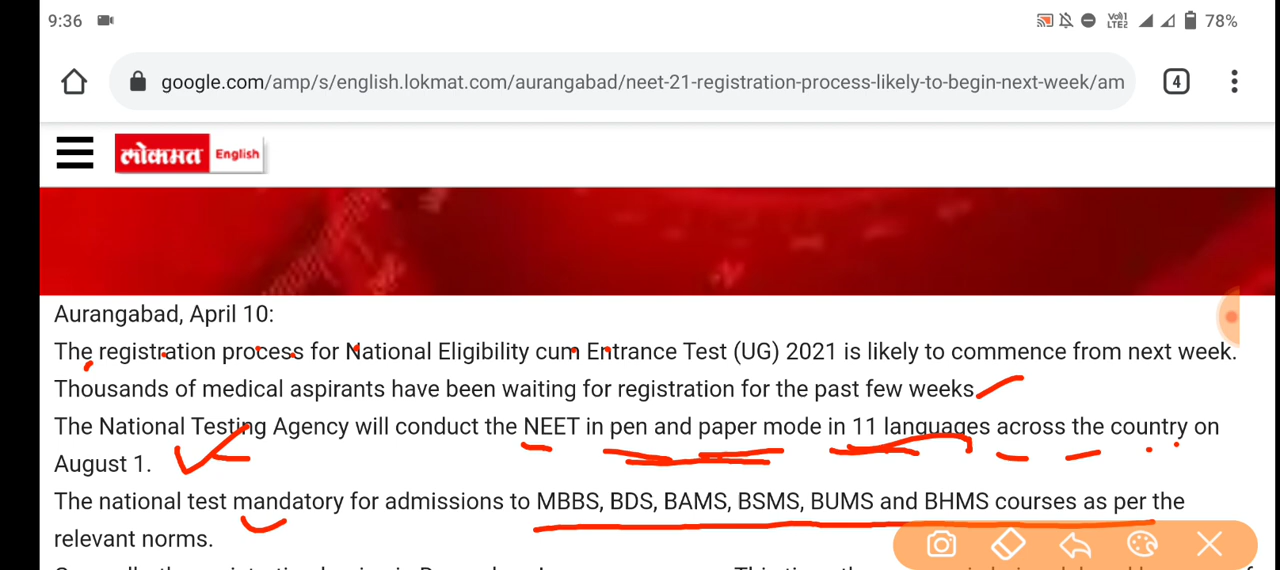 9:36 Vo)) LTE2 78%
google.com/amp/s/english.lokmat.com/aurangabad/neet-21-registration-process-likely-to-begin-next-week/am 4
लोकमत English
Aurangabad, April 10:
The registration process for National Eligibility cum Entrance Test (UG) 2021 is likely to commence from next week.
Thousands of medical aspirants have been waiting for registration for the past few weeks.
The National Testing Agency will conduct the NEET in pen and paper mode in 11 languages across the country on
August 1.
The national test mandatory for admissions to MBBS, BDS, BAMS, BSMS, BUMS and BHMS courses as per the
relevant norms.